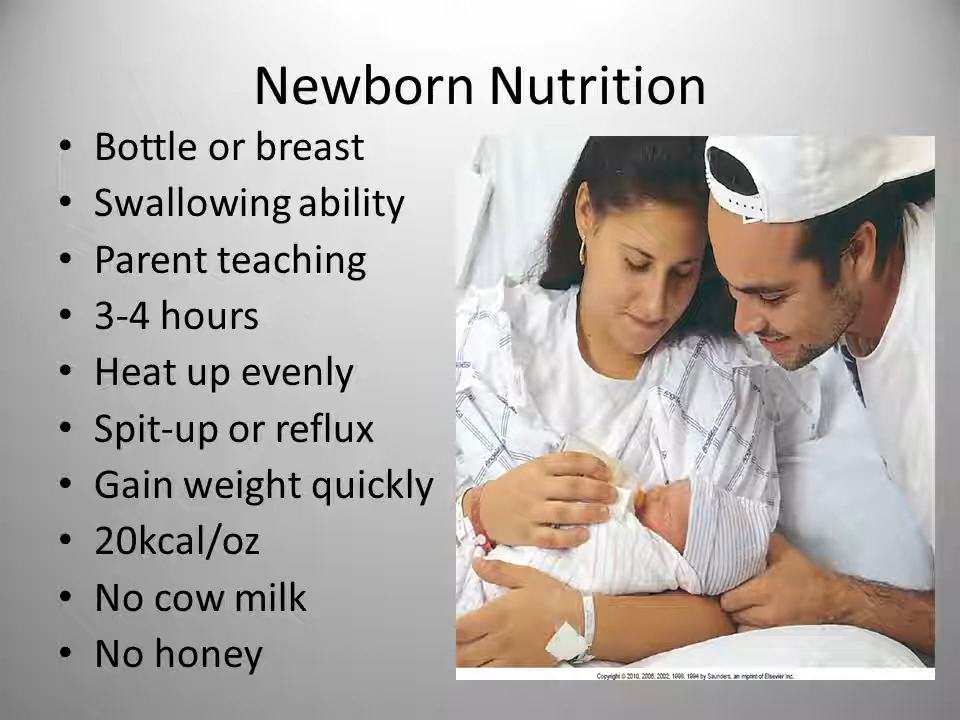 Newborn Nutrition
• Bottle or breast
• Swallowing ability
• Parent teaching
• 3-4 hours
• Heat up evenly
• Spit-up or reflux
• Gain weight quickly
• 20kcal/oz
• No cow milk
• No honey
Copyright © 2010, 2006, 2002, 1998, 1994 by Saunders, an imprint of Elsevier Inc.